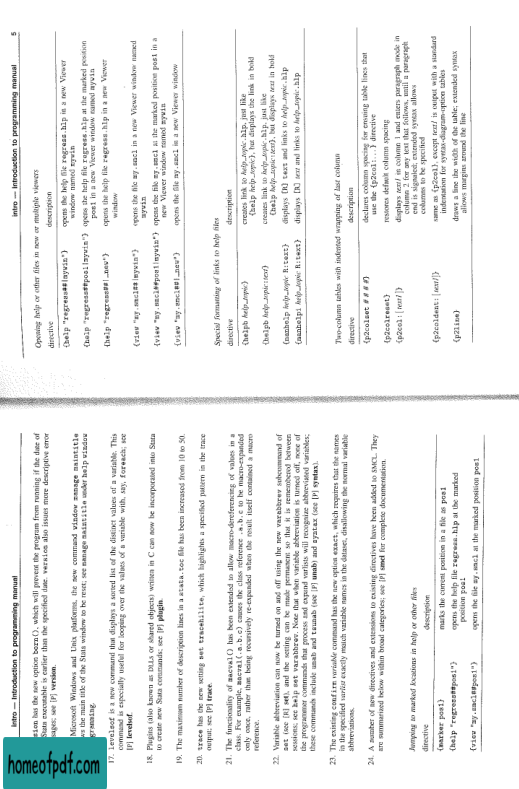 intro — Introduction to programming manual
sion has the new option born(), which will prevent the program from running if the date of
Stata executable is earlier than the specified date. version also issues more descriptive error
ages; see [P] version.
Microsoft Windows and Unix platforms, the new command window manage maintitle
ws the main title of the Stata window to be reset; see manage maintitle under help window
gramming.
17. levelsof is a new command that displays a sorted list of the distinct values of a variable. This
command is especially useful for looping over the values of a variable with, say, foreach; see
[P] levelsof.
18. Plugins (also known as DLLs or shared objects) written in C can now be incorporated into Stata
to create new Stata commands; see [P] plugin.
19. The maximum number of description lines in a stata.toc file has been increased from 10 to 50.
20. trace has the new setting set tracehilite, which highlights a specified pattern in the trace
output; see [P] trace.
21. The functionality of macval() has been extended to allow macro-dereferencing of values in a
class. For example, macval(.a.b.c) causes the class reference .a.b.c to be macro-expanded
only once, rather than being recursively re-expanded when the result itself contained a macro
reference.
22. Variable abbreviation can now be turned on and off using the new varabbrev subcommand of
set (see [R] set), and the setting can be made permanent so that it is remembered between
sessions; see help set varabbrev. Note that when variable abbreviation is turned off, none of
the programmer commands that process and expand varlists will recognize abbreviated variables;
these commands include unab and tsunab (see [P] unab) and syntax (see [P] syntax).
23. The existing confirm variable command has the new option exact, which requires that the names
in the specified varlist exactly match variable names in the dataset, disallowing the normal variable
abbreviations.
24. A number of new directives and extensions to existing directives have been added to SMCL. They
are summarized below within broad categories; see [P] smcl for complete documentation.
Jumping to marked locations in help or other files
directive description
{marker pos1} marks the current position in a file as pos1
{help "regress##pos1"} opens the help file regress.hlp at the marked
position pos1
{view "my.smcl##pos1"} opens the file my.smcl at the marked position pos1
intro — Introduction to programming manual 5
Opening help or other files in new or multiple viewers
directive description
{help "regress##|mywin"} opens the help file regress.hlp in a new Viewer
window named mywin
{help "regress##pos1|mywin"} opens the help file regress.hlp at the marked position
pos1 in a new Viewer window named mywin
{help "regress##|_new"} opens the help file regress.hlp in a new Viewer
window
{view "my.smcl##|mywin"} opens the file my.smcl in a new Viewer window named
mywin
{view "my.smcl##pos1|mywin"} opens the file my.smcl at the marked position pos1 in a
new Viewer window named mywin
{view "my.smcl##|_new"} opens the file my.smcl in a new Viewer window
Special formatting of links to help files
directive description
{helpb help_topic} creates link to help_topic.hlp, just like
{help help_topic}, but displays the link in bold
{helpb help_topic:text} creates link to help_topic.hlp just like
{help help_topic:text}, but displays text in bold
{manhelp help_topic R:text} displays [R] text and links to help_topic.hlp
{manhelpi help_topic R:text} displays [R] text and links to help_topic.hlp
Two-column tables with indented wrapping of last column
directive description
{p2colset # # # #} declares column spacing for ensuing table lines that
use the {p2col:...} directive
{p2colreset} restores default column spacing
{p2col:[text]} displays text in column 1 and enters paragraph mode in
column 2 for any text that follows, until a paragraph
end is signaled; extended syntax allows
columns to be specified
{p2coldent:[text]} same as {p2col}, except text is output with a standard
indentation for syntax-diagram-option tables
{p2line} draws a line the width of the table; extended syntax
allows margins around the line
homeofpdf.com